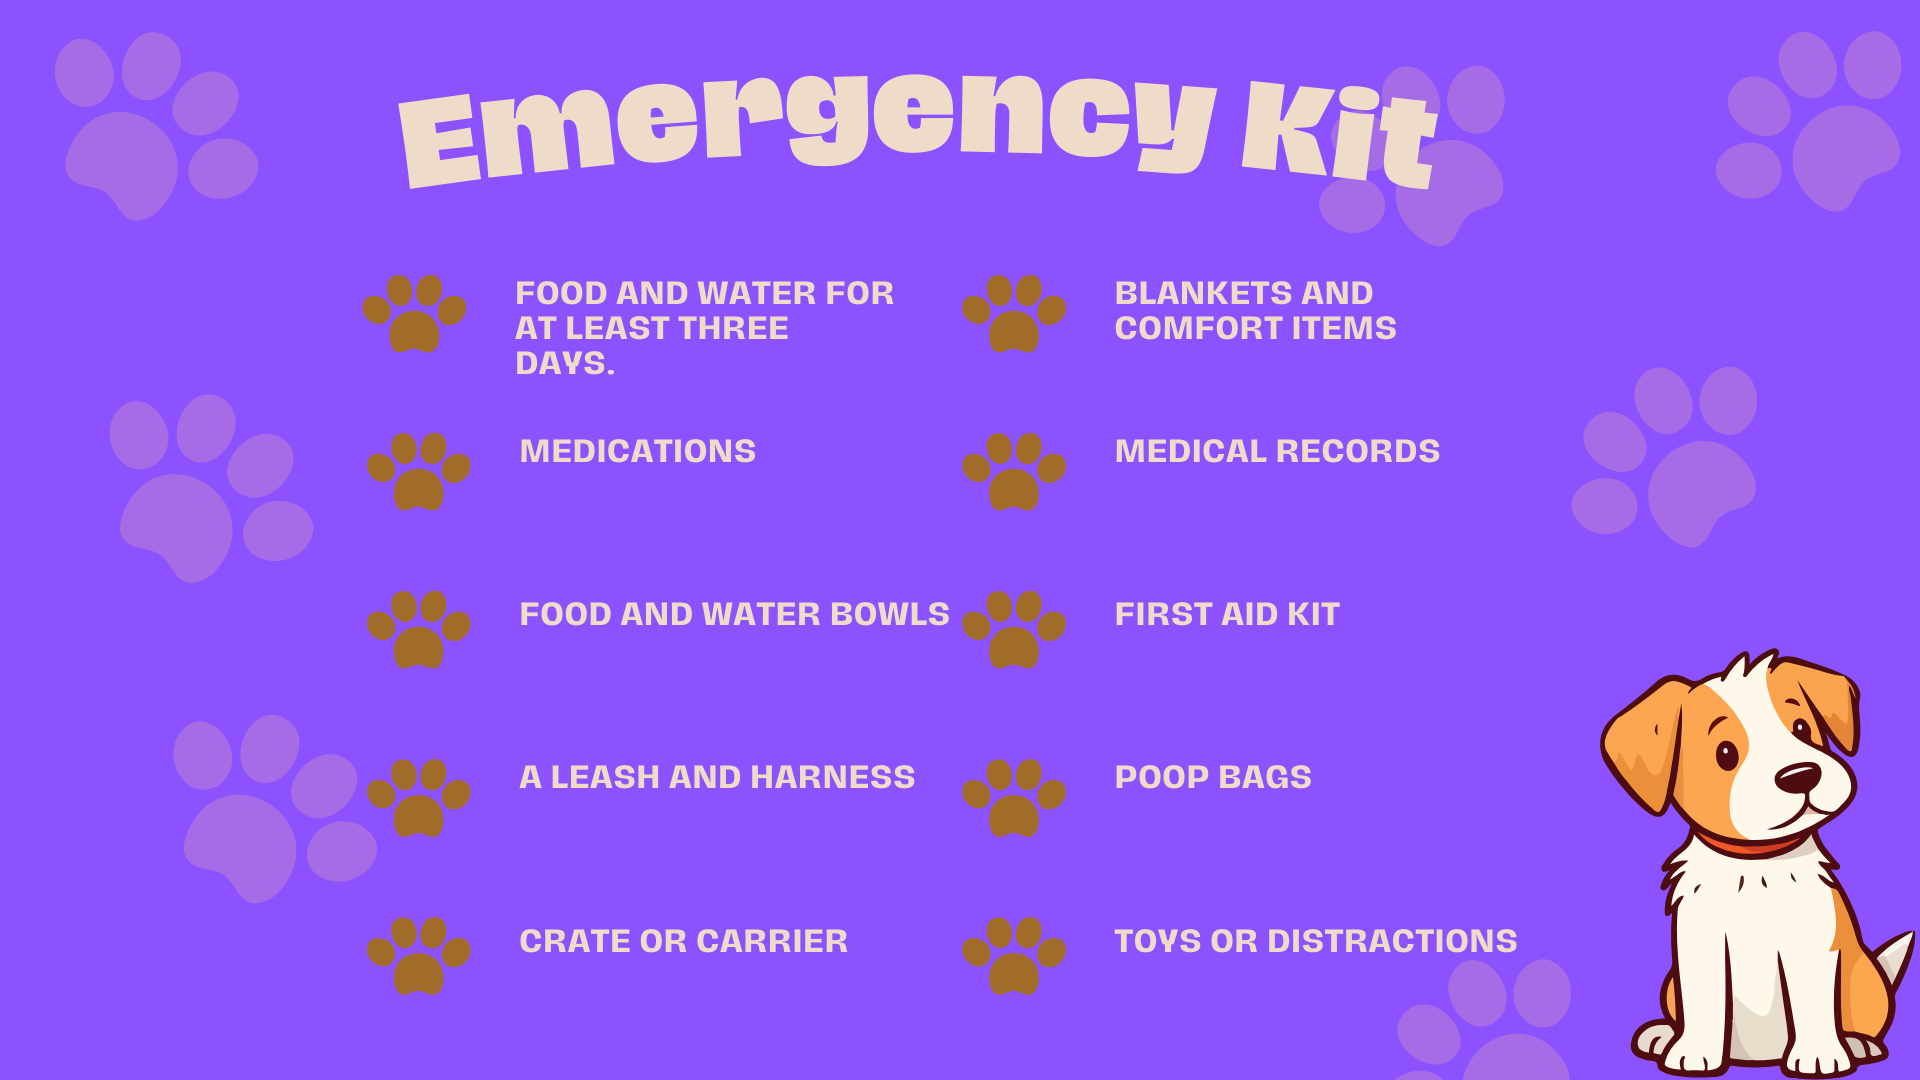 Emergency Kit
FOOD AND WATER FOR
AT LEAST THREE
DAYS.
MEDICATIONS
FOOD AND WATER BOWLS
A LEASH AND HARNESS
CRATE OR CARRIER
BLANKETS AND
COMFORT ITEMS
MEDICAL RECORDS
FIRST AID KIT
POOP BAGS
TOYS OR DISTRACTIONS